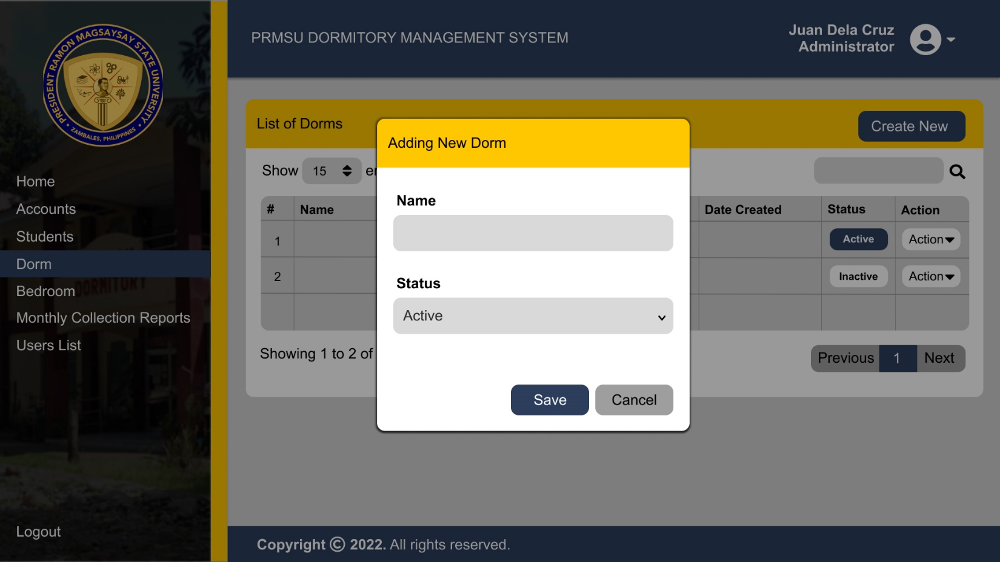 PRESIDENT RAMON MAGSAYSAY STATE UNIVERSITY
ZAMBALES, PHILIPPINES
Home
Accounts
Students
Dorm
Bedroom
DORMITORY
Monthly Collection Reports
Users List
Logout
PRMSU DORMITORY MANAGEMENT SYSTEM
Juan Dela Cruz
Administrator
List of Dorms
Create New
Show 15
# Name Date Created Status Action
1 Active Action
2 Inactive Action
Showing 1 to 2 of
Previous 1 Next
Adding New Dorm
Name
Status
Active
Save Cancel
Copyright © 2022. All rights reserved.